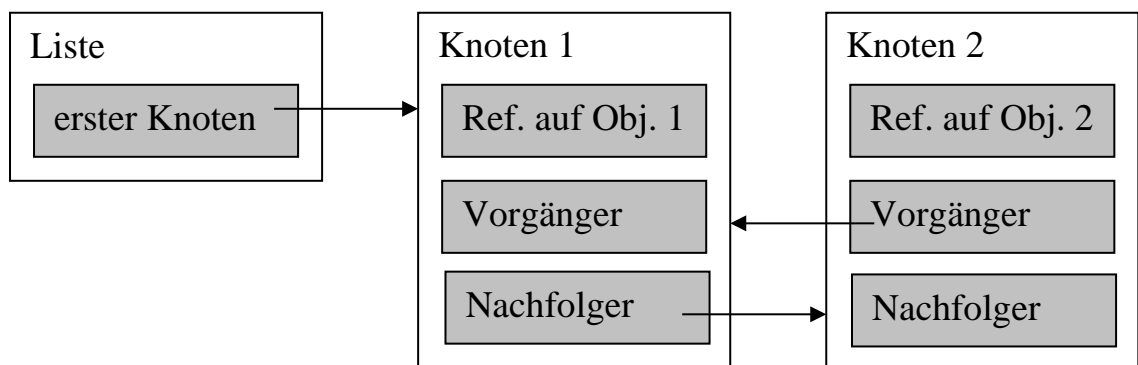 Liste
erster Knoten
Knoten 1
Ref. auf Obj. 1
Vorgänger
Nachfolger
Knoten 2
Ref. auf Obj. 2
Vorgänger
Nachfolger